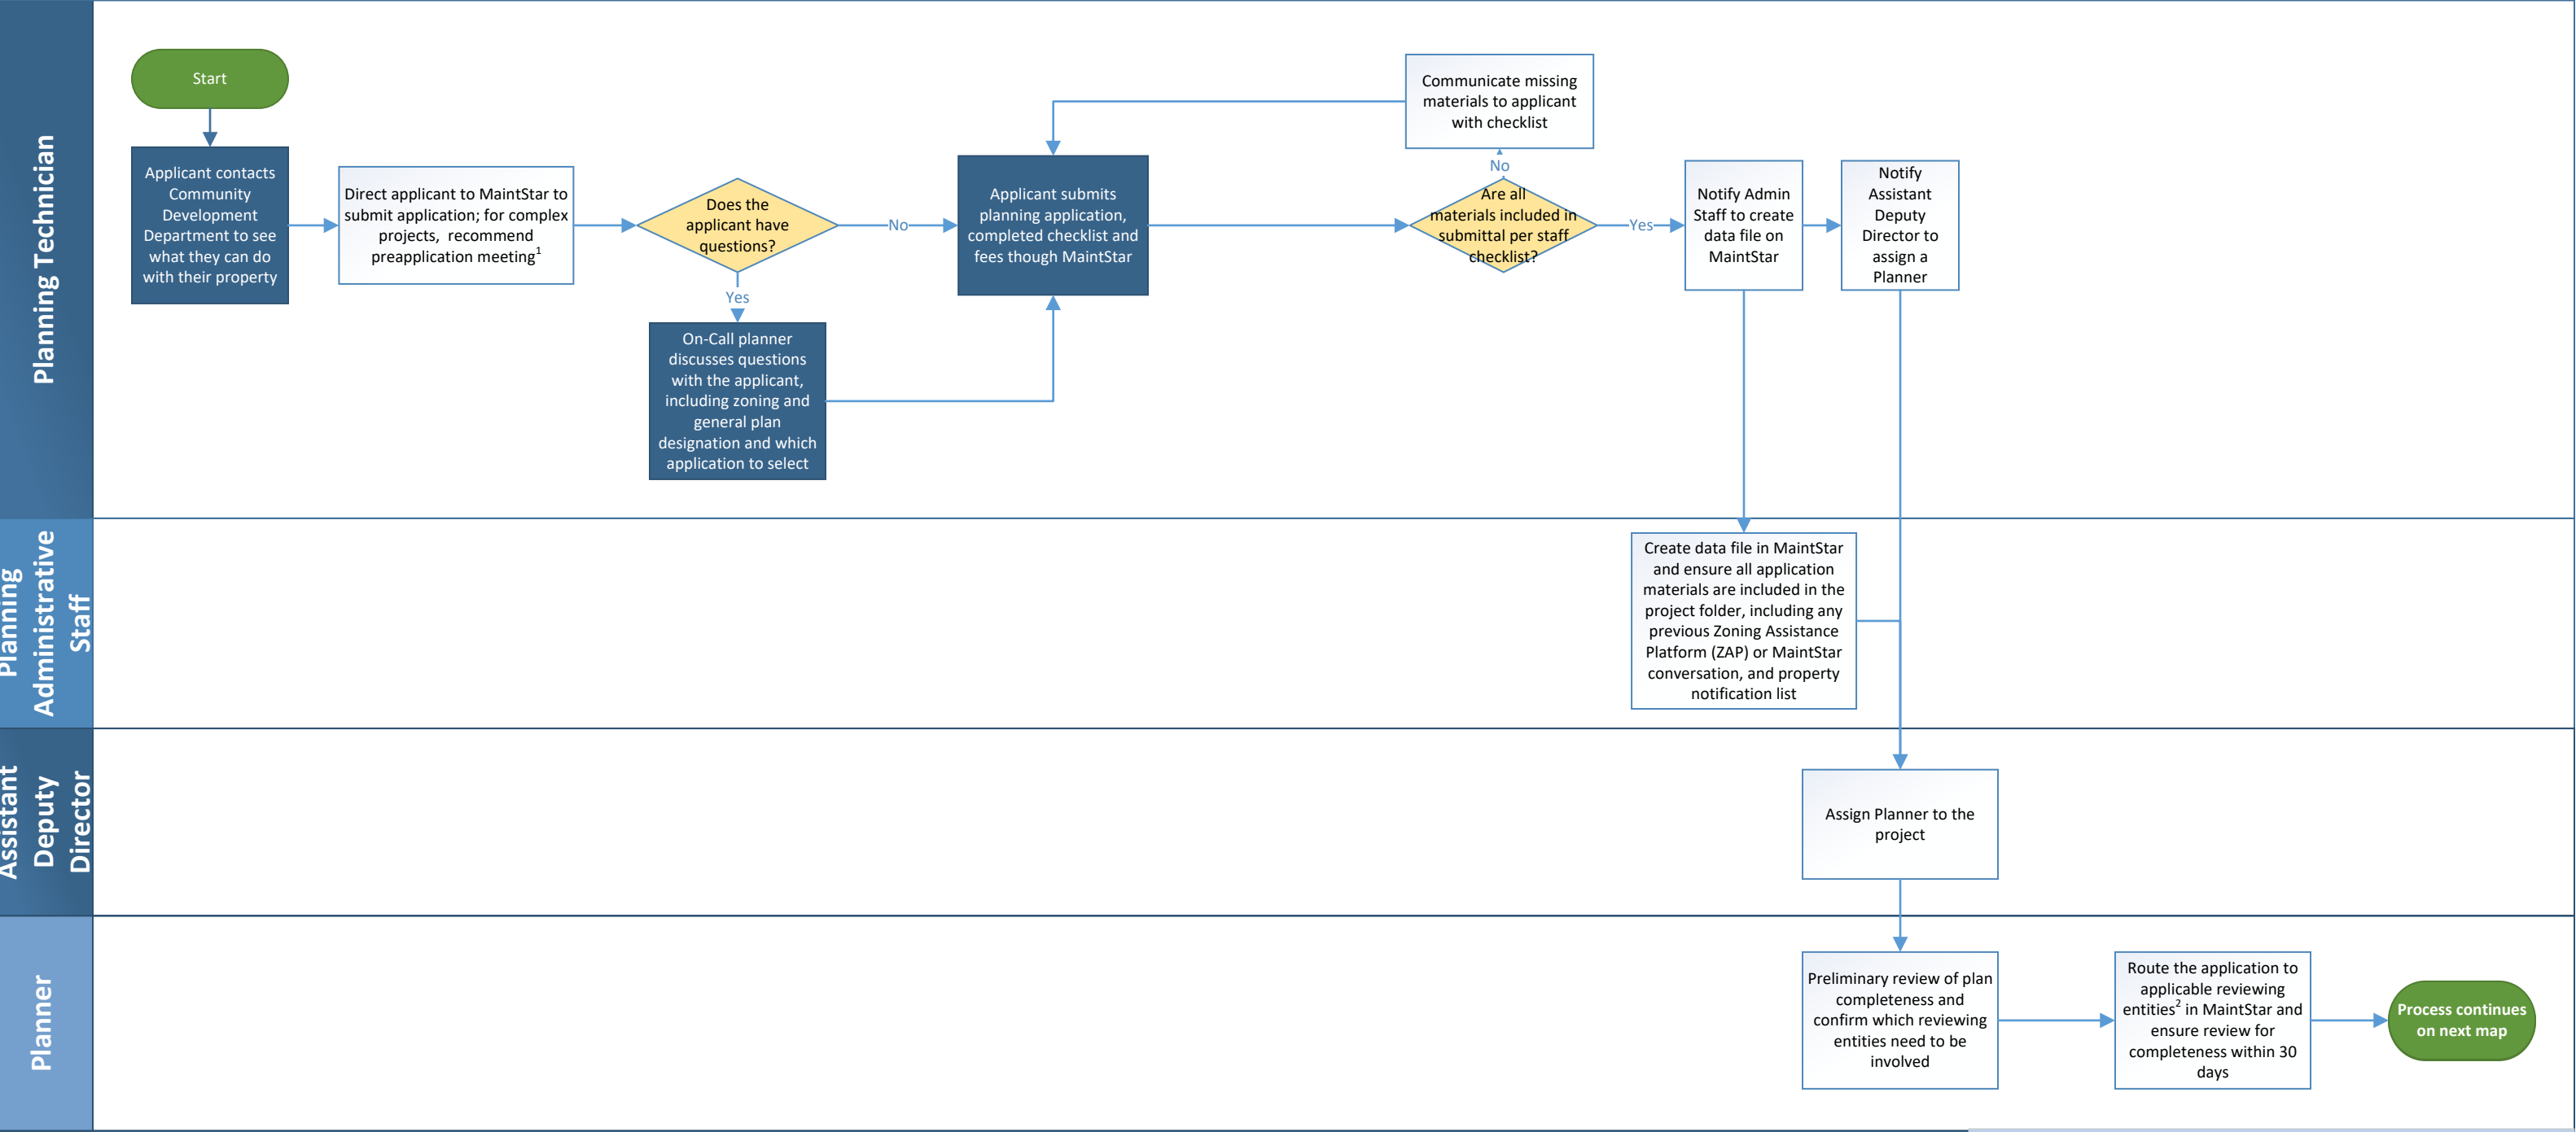 Planning Technician
Start
Applicant contacts
Community
Development
Department to see
what they can do
with their property
Direct applicant to MaintStar to
submit application; for complex
projects, recommend
preapplication meeting1
Does the
applicant have
questions?
No
Yes
On-Call planner
discusses questions
with the applicant,
including zoning and
general plan
designation and which
application to select
Applicant submits
planning application,
completed checklist and
fees though MaintStar
Communicate missing
materials to applicant
with checklist
No
Are all
materials included in
submittal per staff
checklist?
Yes
Notify Admin
Staff to create
data file on
MaintStar
Notify
Assistant
Deputy
Director to
assign a
Planner
Planning
Administrative
Staff
Create data file in MaintStar
and ensure all application
materials are included in the
project folder, including any
previous Zoning Assistance
Platform (ZAP) or MaintStar
conversation, and property
notification list
Assistant
Deputy
Director
Assign Planner to the
project
Planner
Preliminary review of plan
completeness and
confirm which reviewing
entities need to be
involved
Route the application to
applicable reviewing
entities2 in MaintStar and
ensure review for
completeness within 30
days
Process continues
on next map